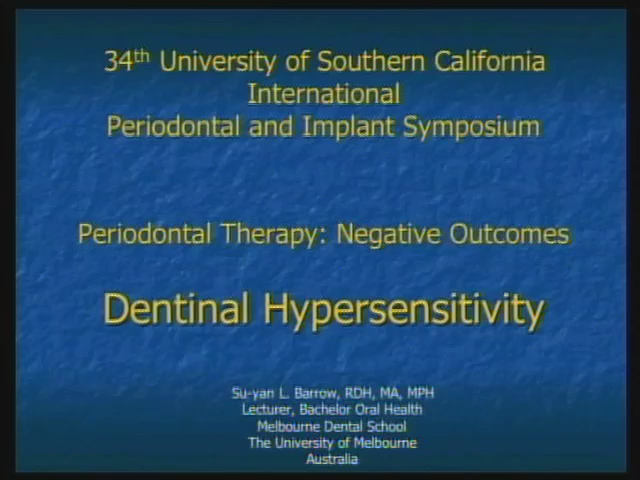 34th University of Southern California
International
Periodontal and Implant Symposium
Periodontal Therapy: Negative Outcomes
Dentinal Hypersensitivity
Su-yan L. Barrow, RDH, MA, MPH
Lecturer, Bachelor Oral Health
Melbourne Dental School
The University of Melbourne
Australia